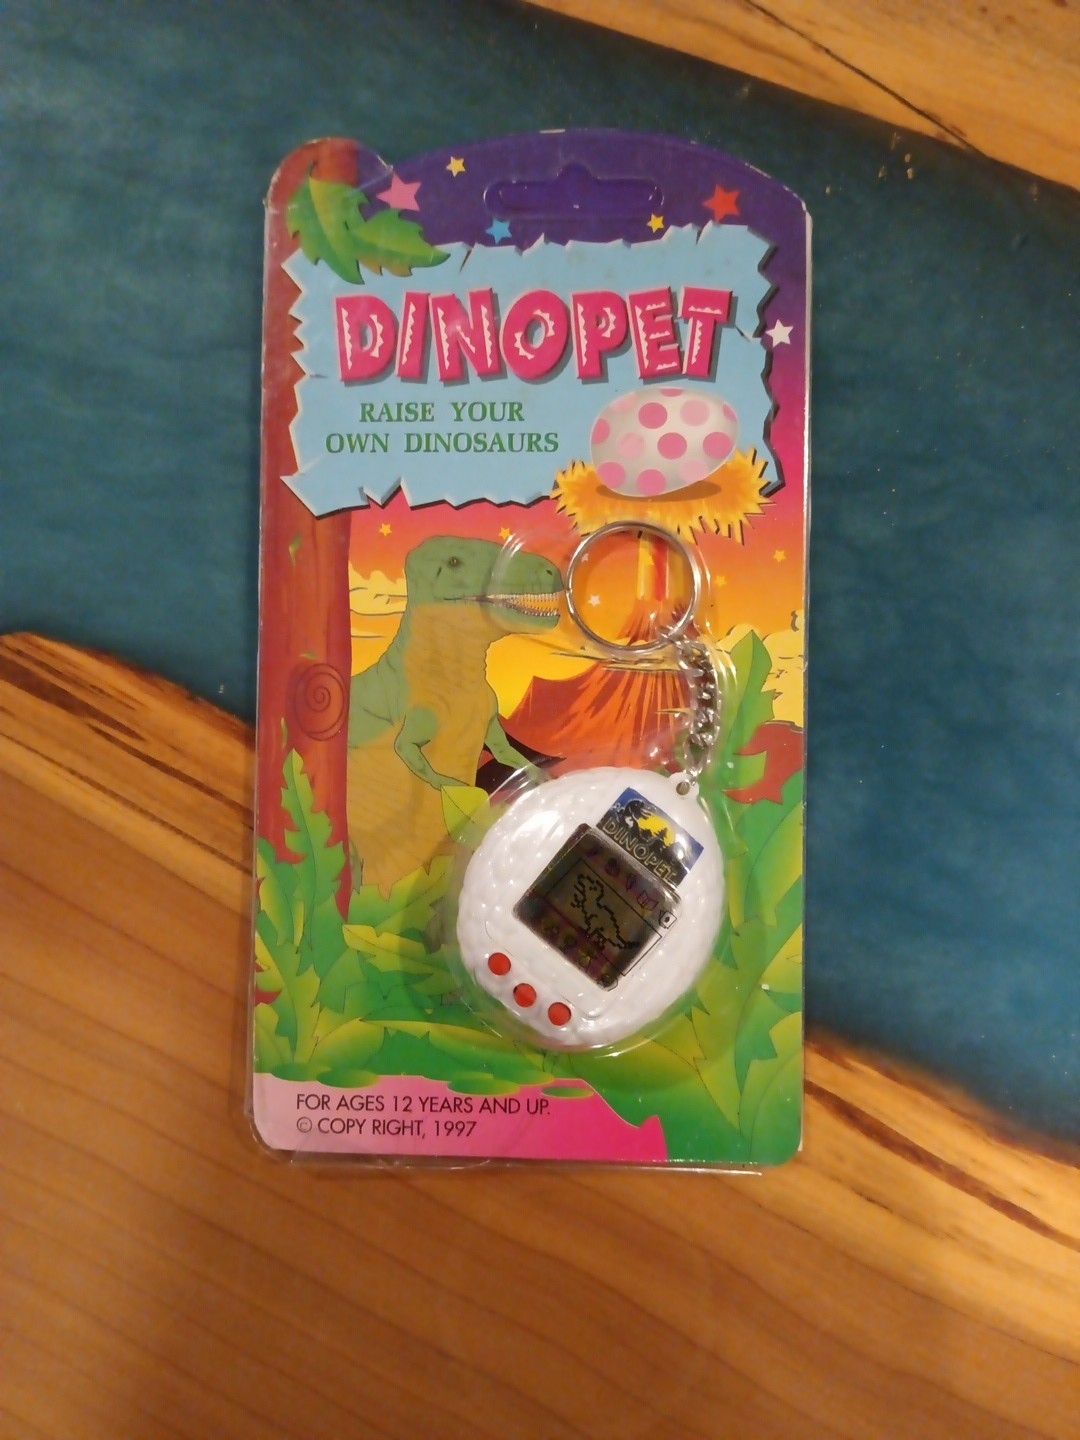 DINOPET
RAISE YOUR
OWN DINOSAURS
DINOPET
FOR AGES 12 YEARS AND UP.
© COPY RIGHT, 1997